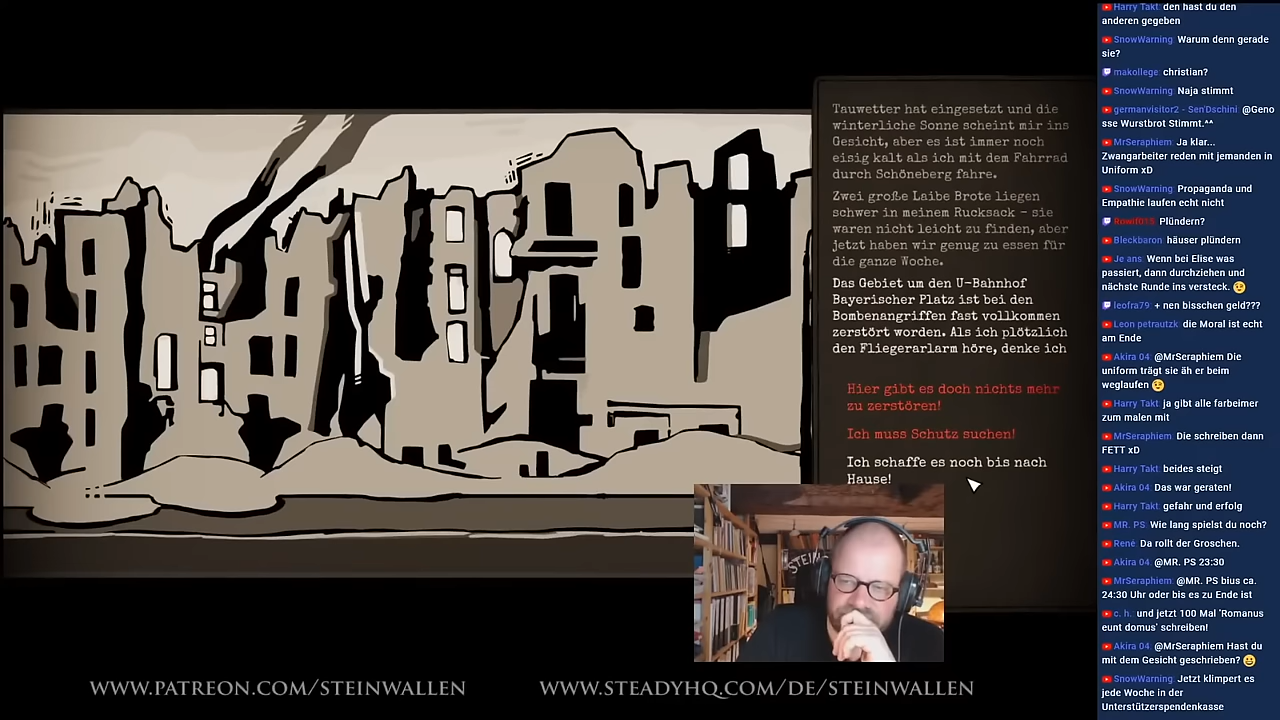 Tauwetter hat eingesetzt und die
winterliche Sonne scheint mir ins
Gesicht, aber es ist immer noch
eisig kalt als ich mit dem Fahrrad
durch Schöneberg fahre.
Zwei große Laibe Brote liegen
schwer in meinem Rucksack - sie
waren nicht leicht zu finden, aber
jetzt haben wir genug zu essen für
die ganze Woche.
Das Gebiet um den U-Bahnhof
Bayerischer Platz ist bei den
Bombenangriffen fast vollkommen
zerstört worden. Als ich plötzlich
den Fliegerarlarm höre, denke ich
Hier gibt es doch nichts mehr
zu zerstören!
Ich muss Schutz suchen!
Ich schaffe es noch bis nach
Hause!
STEIN
WWW.PATREON.COM/STEINWALLEN
WWW.STEADYHQ.COM/DE/STEINWALLEN
Harry Takt den hast du den
anderen gegeben
SnowWarning Warum denn gerade
sie?
makollege christian?
SnowWarning Naja stimmt
germanvisitor2 - Sen'Dschini @Geno
sse Wurstbrot Stimmt.^^
MrSeraphiem Ja klar...
Zwangarbeiter reden mit jemanden in
Uniform xD
SnowWarning Propaganda und
Empathie laufen echt nicht
Plündern?
Bleckbaron häuser plündern
Je ans Wenn bei Elise was
passiert, dann durchziehen und
nächste Runde ins versteck. 😉
leofra79 + nen bisschen geld???
Leon petrautzk die Moral ist echt
am Ende
Akira 04 @MrSeraphiem Die
uniform trägt sie äh er beim
weglaufen 😉
Harry Takt ja gibt alle farbeimer
zum malen mit
MrSeraphiem Die schreiben dann
FETT xD
Harry Takt beides steigt
Akira 04 Das war geraten!
Harry Takt gefahr und erfolg
MR. PS Wie lang spielst du noch?
René Da rollt der Groschen.
Akira 04 @MR. PS 23:30
MrSeraphiem @MR. PS bius ca.
24:30 Uhr oder bis es zu Ende ist
c. h. und jetzt 100 Mal 'Romanus
eunt domus' schreiben!
Akira 04 @MrSeraphiem Hast du
mit dem Gesicht geschrieben? 😄
SnowWarning Jetzt klimpert es
jede Woche in der
Unterstützerspendenkasse